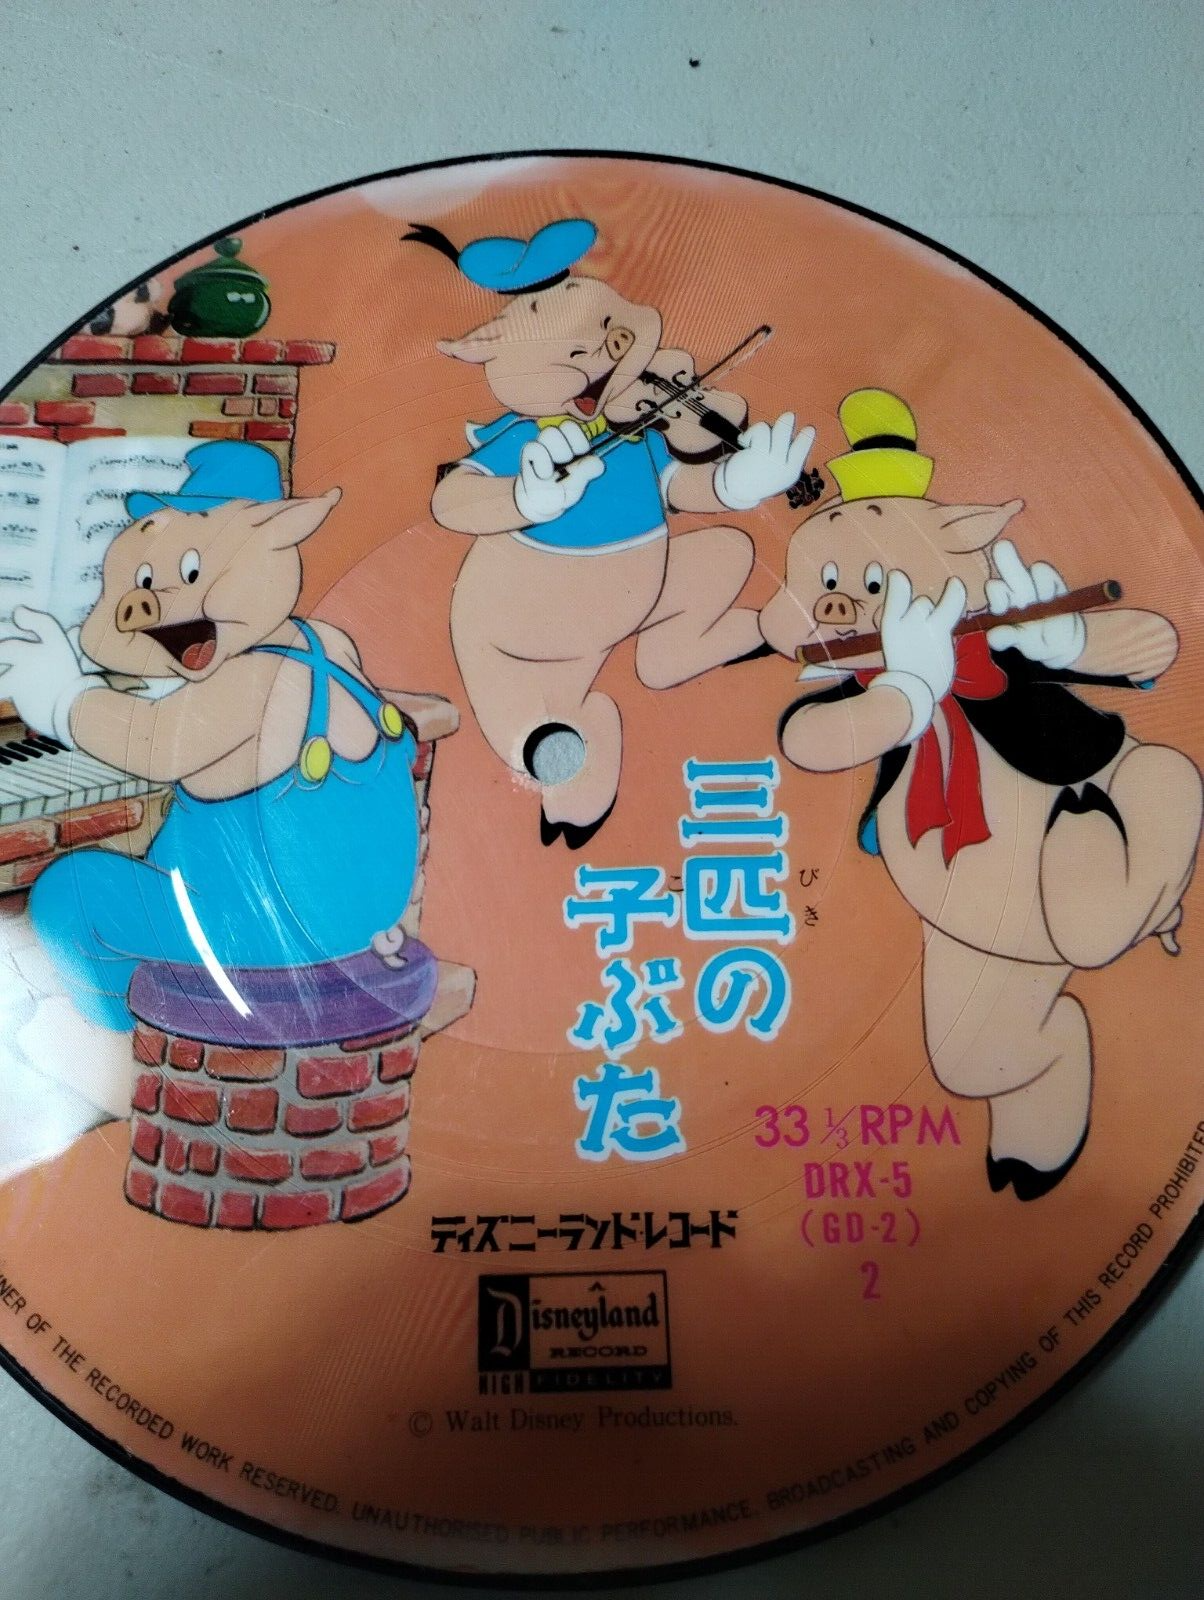 三匹の
びき
子ぶた
こ
33 1/3 RPM
DRX-5
(GD-2)
2
ディズニーランド・レコード
Disneyland
RECORD
HIGH FIDELITY
© Walt Disney Productions.
OF THE RECORDED WORK RESERVED. UNAUTHORISED PUBLIC PERFORMANCE. BROADCASTING AND COPYING OF THIS RECORD PROHIBITED